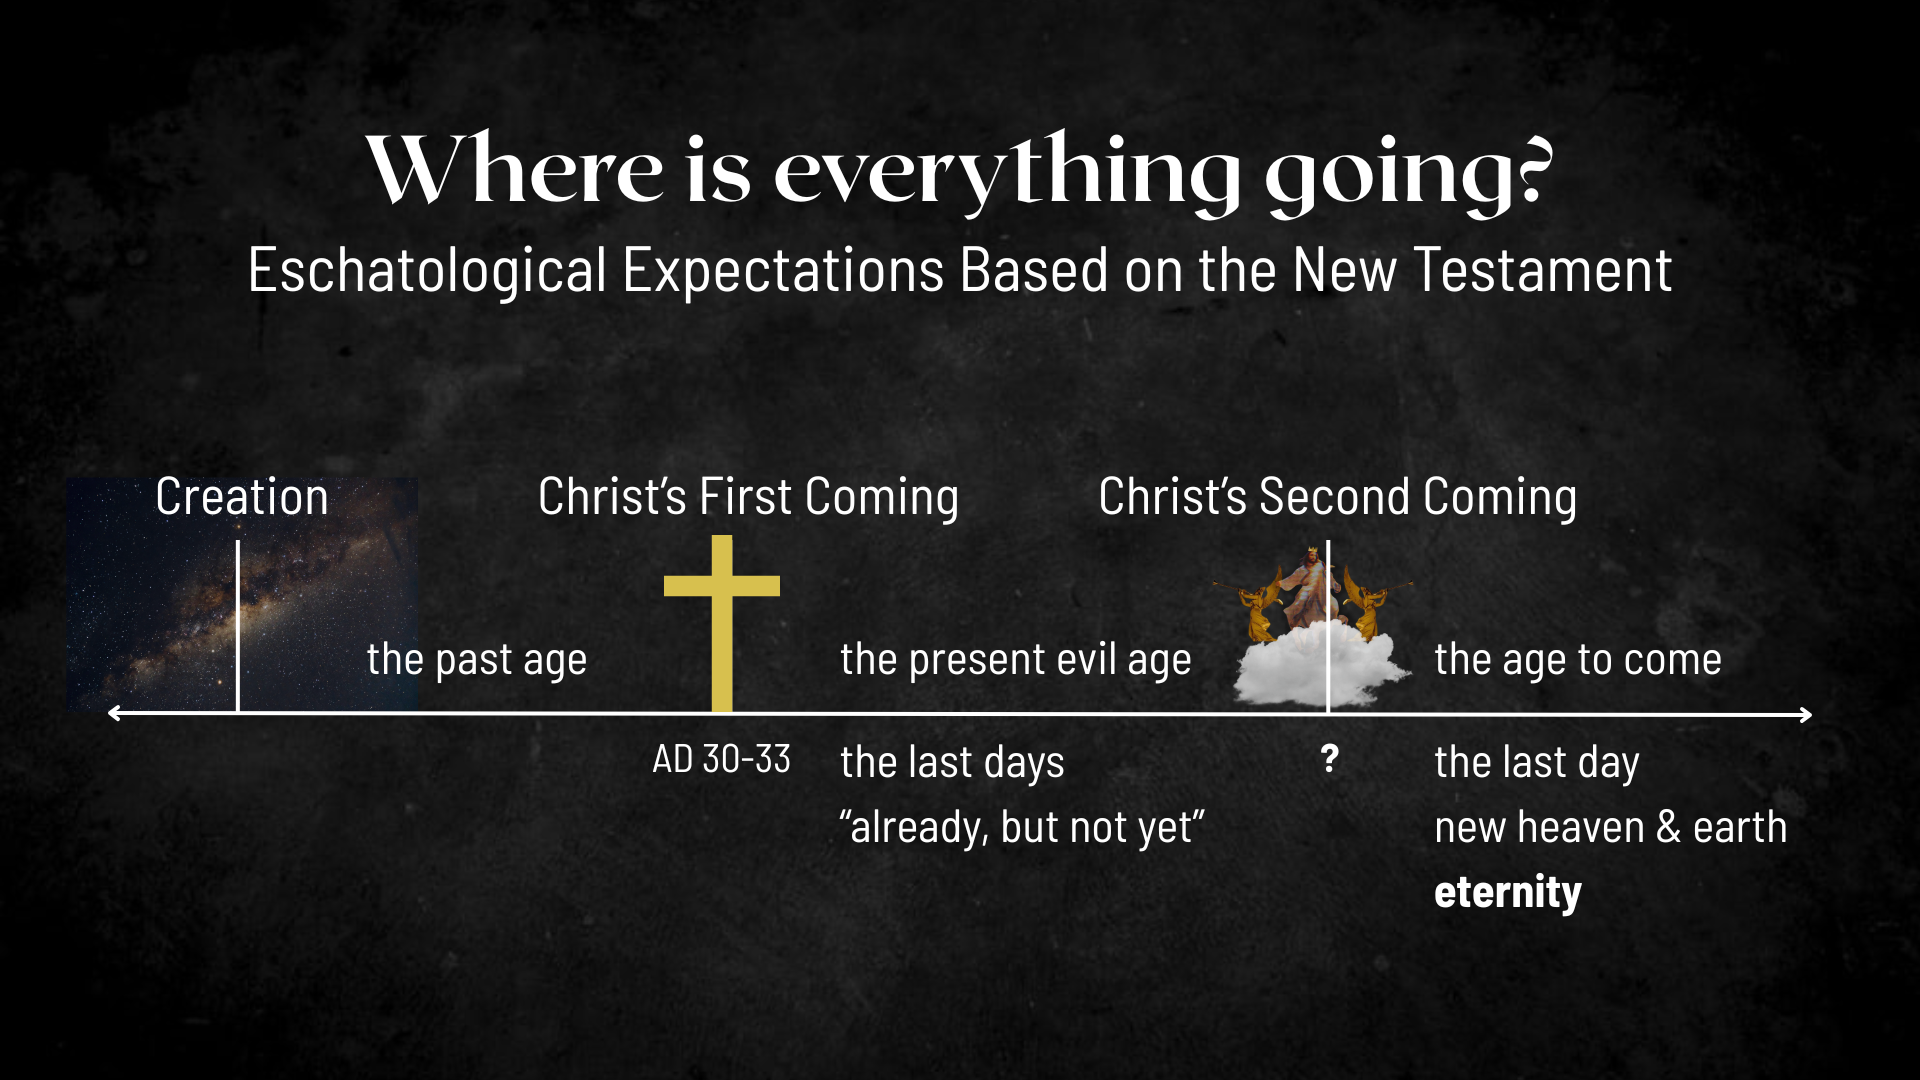 Where is everything going?
Eschatological Expectations Based on the New Testament
Creation
Christ’s First Coming
Christ’s Second Coming
the past age
the present evil age
the age to come
AD 30-33
the last days
“already, but not yet”
?
the last day
new heaven & earth
eternity